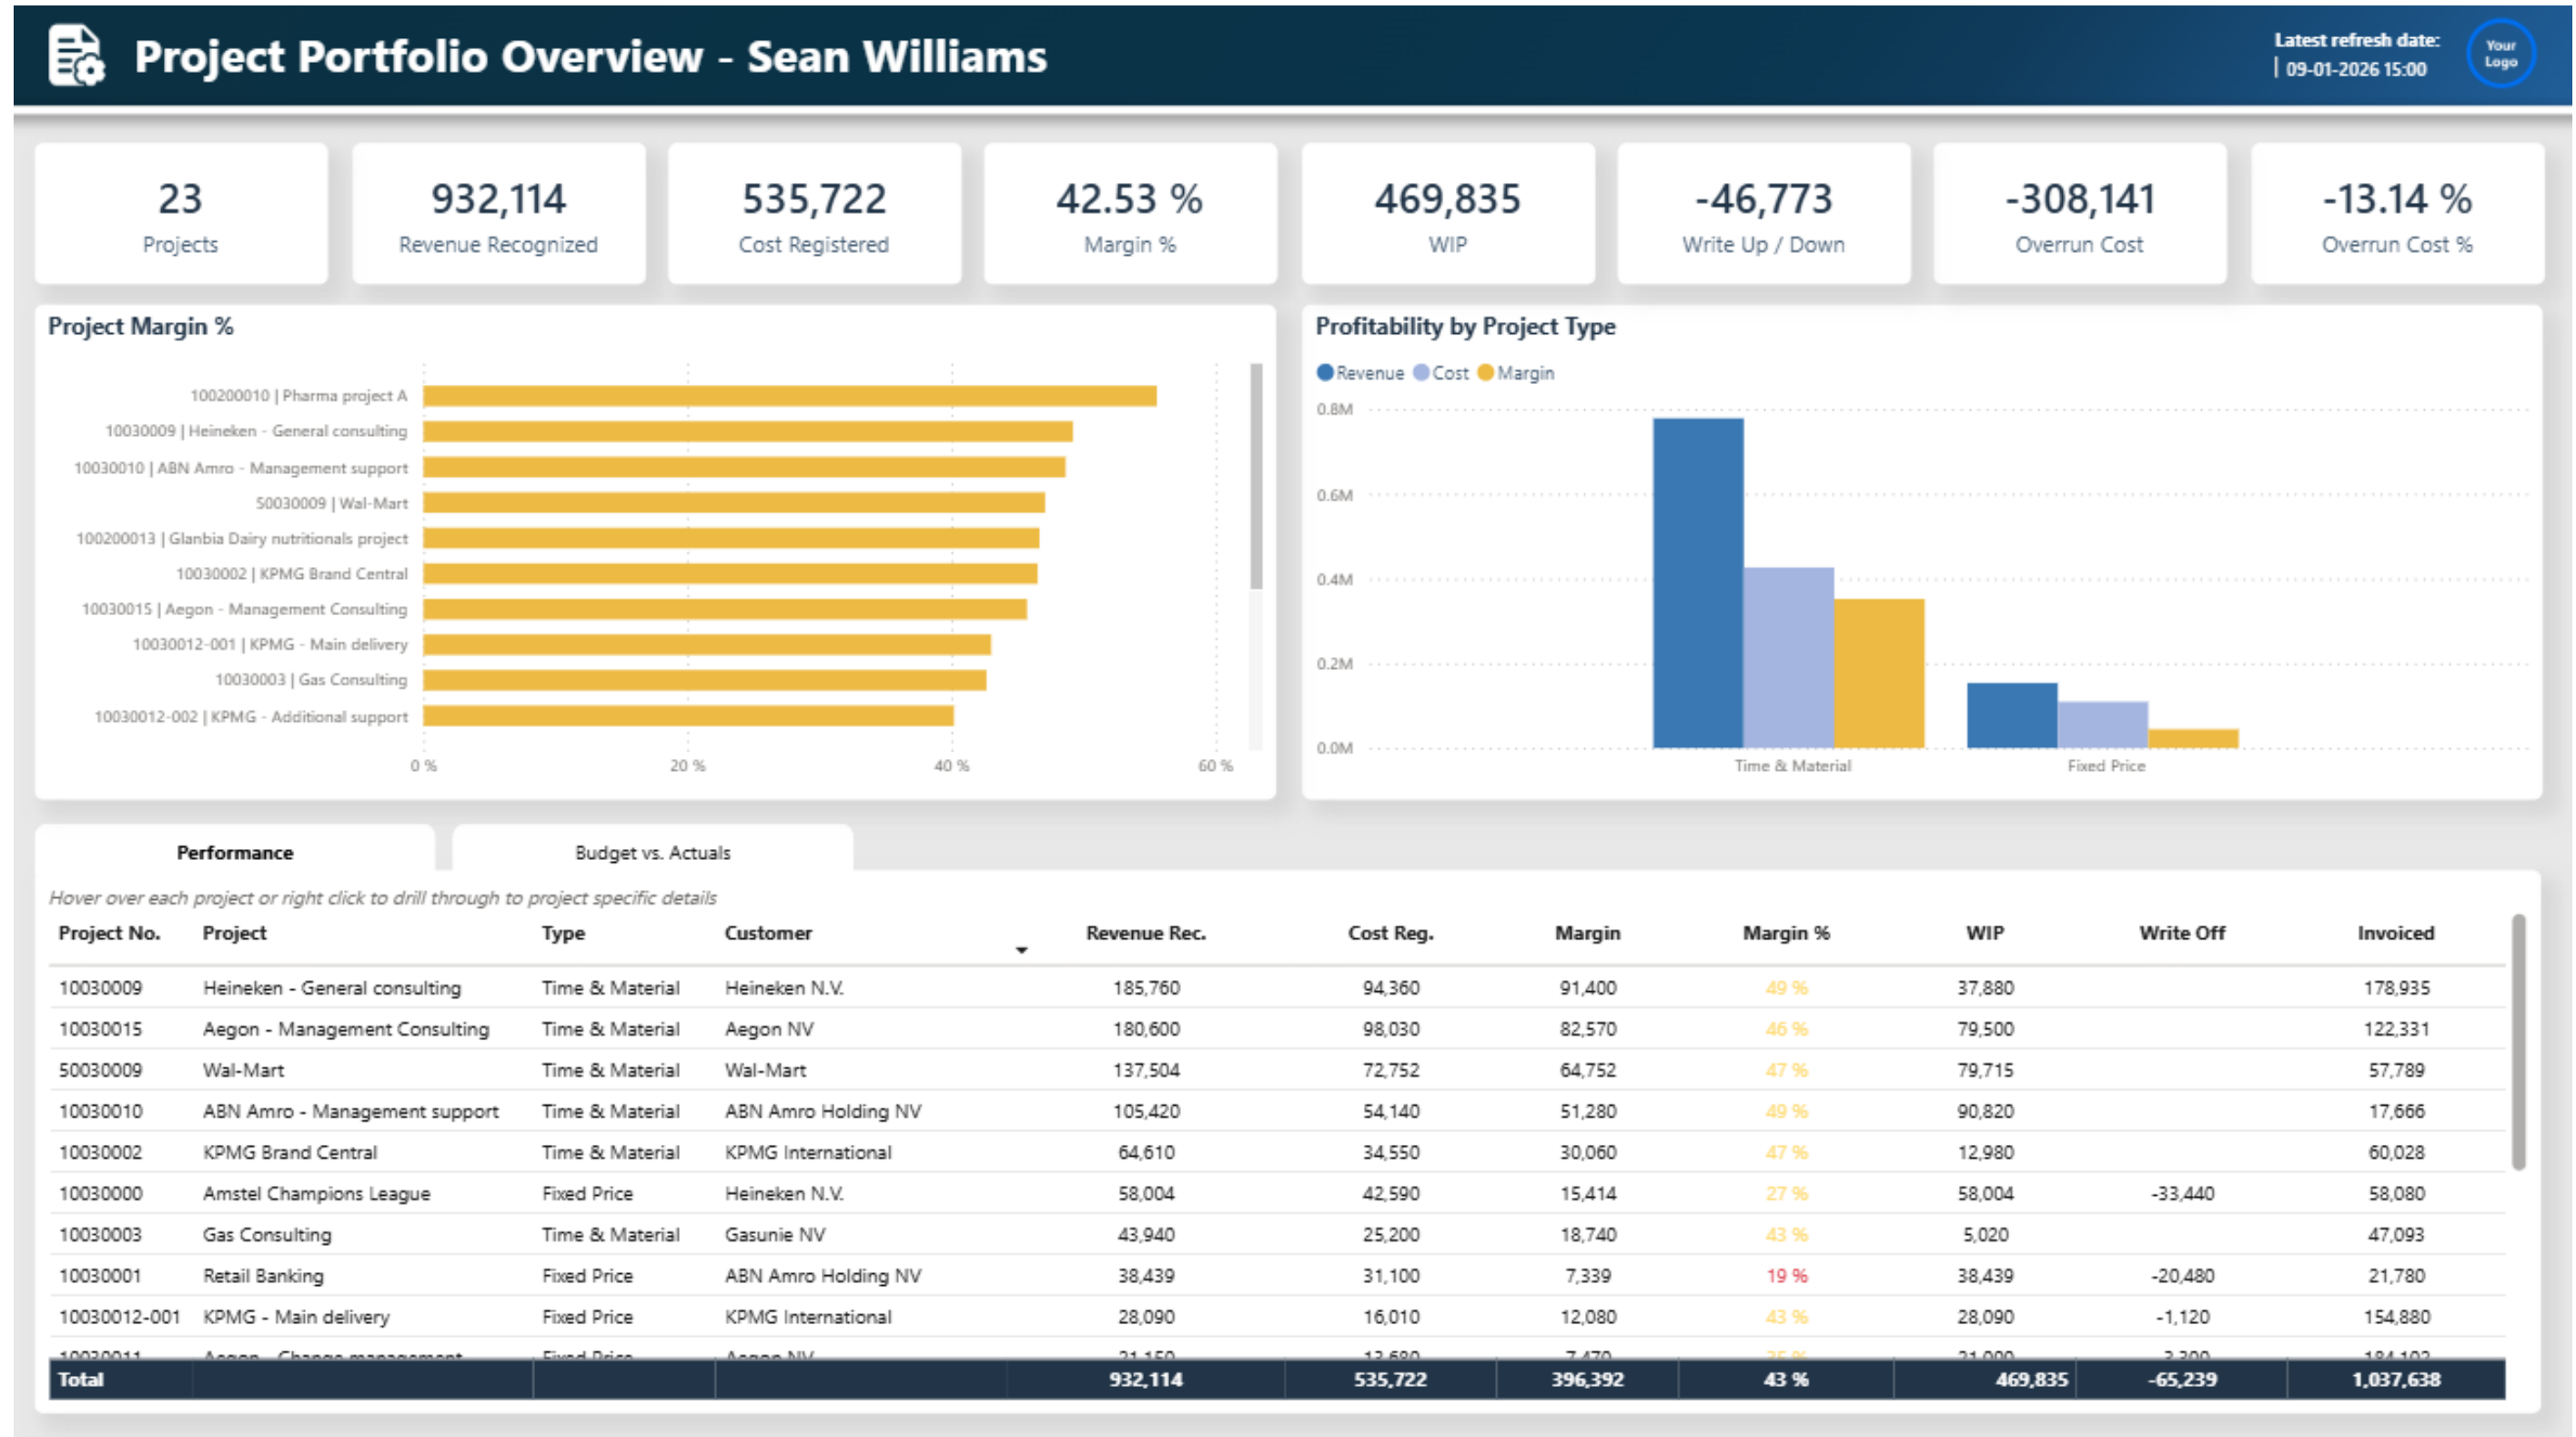 Project Portfolio Overview - Sean Williams
Latest refresh date:
09-01-2026 15:00
Your
Logo
23
Projects
932,114
Revenue Recognized
535,722
Cost Registered
42.53 %
Margin %
469,835
WIP
-46,773
Write Up / Down
-308,141
Overrun Cost
-13.14 %
Overrun Cost %
Project Margin %
100200010 | Pharma project A
10030009 | Heineken - General consulting
10030010 | ABN Amro - Management support
50030009 | Wal-Mart
100200013 | Glanbia Dairy nutritionals project
10030002 | KPMG Brand Central
10030015 | Aegon - Management Consulting
10030012-001 | KPMG - Main delivery
10030003 | Gas Consulting
10030012-002 | KPMG - Additional support
0 % 20 % 40 % 60 %
Profitability by Project Type
Revenue Cost Margin
0.8M
0.6M
0.4M
0.2M
0.0M
Time & Material Fixed Price
Performance Budget vs. Actuals
Hover over each project or right click to drill through to project specific details
Project No. Project Type Customer Revenue Rec. Cost Reg. Margin Margin % WIP Write Off Invoiced
10030009 Heineken - General consulting Time & Material Heineken N.V. 185,760 94,360 91,400 49 % 37,880 178,935
10030015 Aegon - Management Consulting Time & Material Aegon NV 180,600 98,030 82,570 46 % 79,500 122,331
50030009 Wal-Mart Time & Material Wal-Mart 137,504 72,752 64,752 47 % 79,715 57,789
10030010 ABN Amro - Management support Time & Material ABN Amro Holding NV 105,420 54,140 51,280 49 % 90,820 17,666
10030002 KPMG Brand Central Time & Material KPMG International 64,610 34,550 30,060 47 % 12,980 60,028
10030000 Amstel Champions League Fixed Price Heineken N.V. 58,004 42,590 15,414 27 % 58,004 -33,440 58,080
10030003 Gas Consulting Time & Material Gasunie NV 43,940 25,200 18,740 43 % 5,020 47,093
10030001 Retail Banking Fixed Price ABN Amro Holding NV 38,439 31,100 7,339 19 % 38,439 -20,480 21,780
10030012-001 KPMG - Main delivery Fixed Price KPMG International 28,090 16,010 12,080 43 % 28,090 -1,120 154,880
10030011 Aegon - Change management Fixed Price Aegon NV
Total 932,114 535,722 396,392 43 % 469,835 -65,239 1,037,638